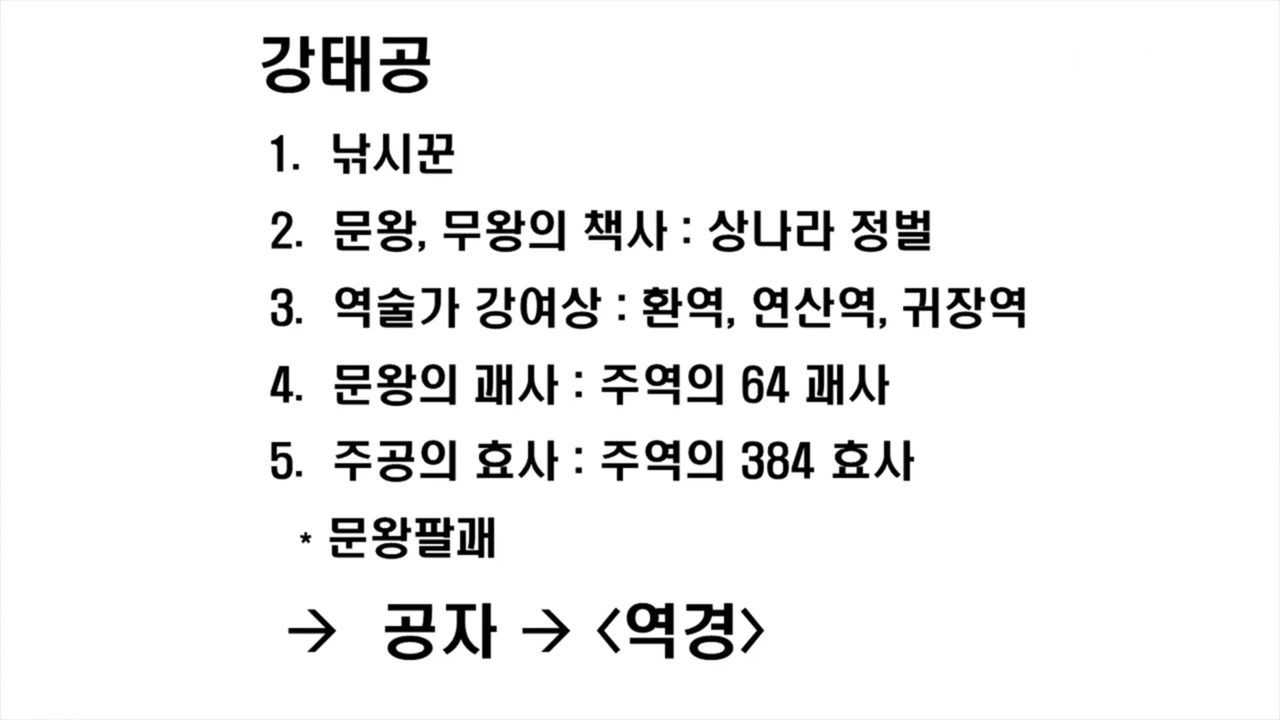 강태공
1. 낚시꾼
2. 문왕, 무왕의 책사 : 상나라 정벌
3. 역술가 강여상 : 환역, 연산역, 귀장역
4. 문왕의 괘사 : 주역의 64 괘사
5. 주공의 효사 : 주역의 384 효사
* 문왕팔괘
→ 공자 → <역경>